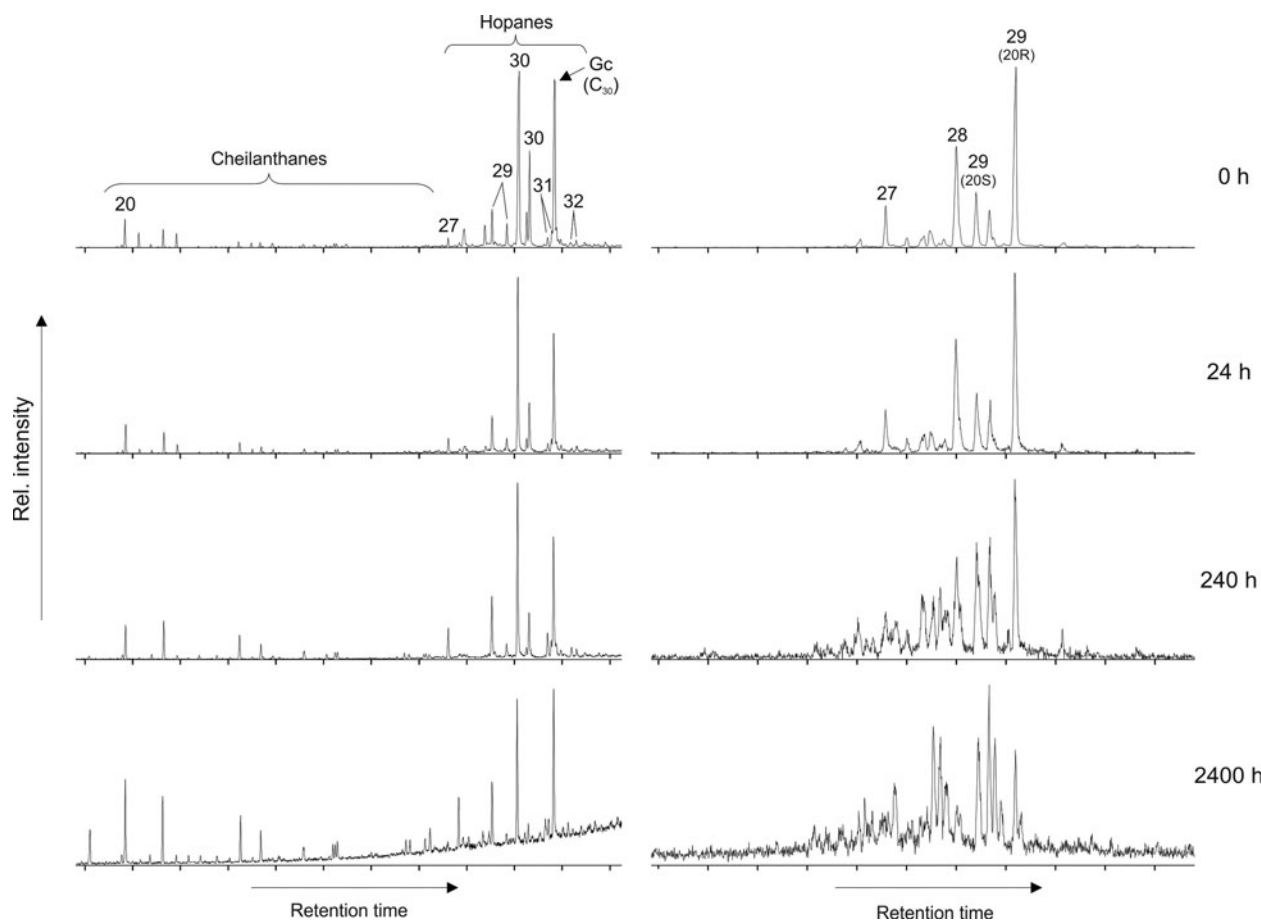 Hopanes
Cheilanthanes
20
27
29
30
30
31
32
Gc
(C₃₀)
27
28
29
(20S)
29
(20R)
0 h
24 h
240 h
2400 h
Rel. intensity
Retention time
Retention time